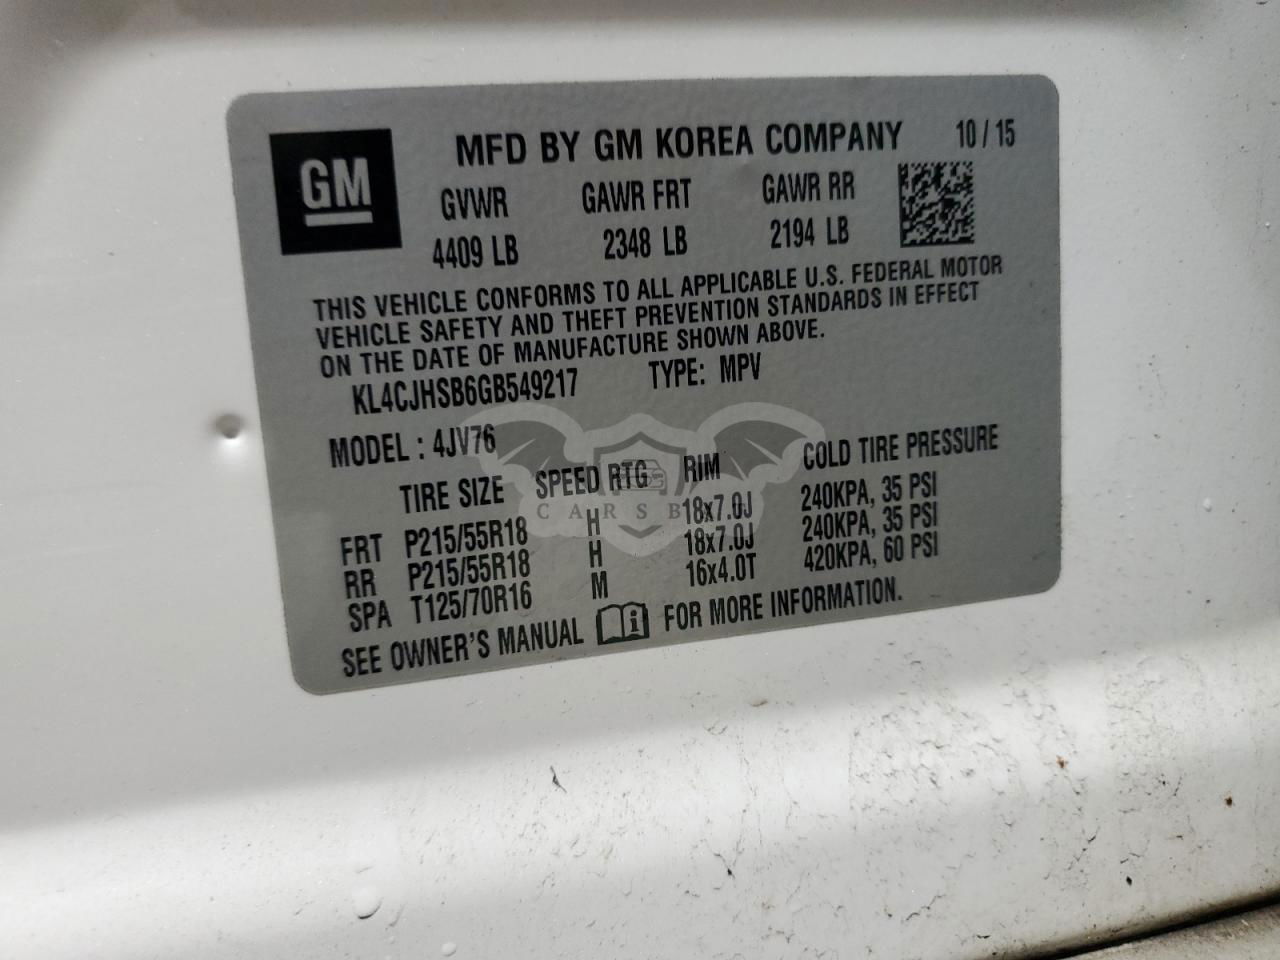 GM
MFD BY GM KOREA COMPANY 10 / 15
GVWR GAWR FRT GAWR RR
4409 LB 2348 LB 2194 LB
THIS VEHICLE CONFORMS TO ALL APPLICABLE U.S. FEDERAL MOTOR
VEHICLE SAFETY AND THEFT PREVENTION STANDARDS IN EFFECT
ON THE DATE OF MANUFACTURE SHOWN ABOVE.
KL4CJHSB6GB549217 TYPE: MPV
MODEL : 4JV76
TIRE SIZE SPEED RTG RIM COLD TIRE PRESSURE
FRT P215/55R18 H 18x7.0J 240KPA, 35 PSI
RR P215/55R18 H 18x7.0J 240KPA, 35 PSI
SPA T125/70R16 M 16x4.0T 420KPA, 60 PSI
SEE OWNER'S MANUAL i FOR MORE INFORMATION.